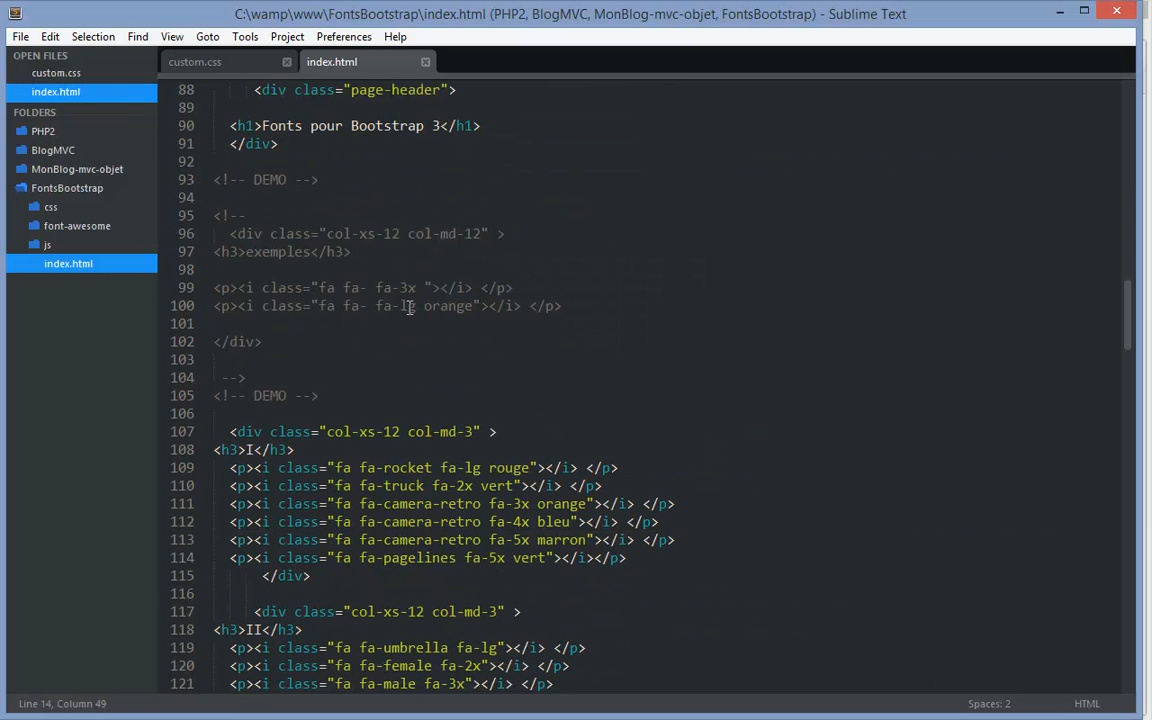 C:\wamp\www\FontsBootstrap\index.html (PHP2, BlogMVC, MonBlog-mvc-objet, FontsBootstrap) - Sublime Text
File Edit Selection Find View Goto Tools Project Preferences Help
OPEN FILES
custom.css
index.html
FOLDERS
PHP2
BlogMVC
MonBlog-mvc-objet
FontsBootstrap
css
font-awesome
js
index.html
custom.css index.html
88 <div class="page-header">
89
90 <h1>Fonts pour Bootstrap 3</h1>
91 </div>
92
93 <!-- DEMO -->
94
95 <!--
96 <div class="col-xs-12 col-md-12" >
97 <h3>exemples</h3>
98
99 <p><i class="fa fa- fa-3x "></i> </p>
100 <p><i class="fa fa- fa-lg orange"></i> </p>
101
102 </div>
103
104 -->
105 <!-- DEMO -->
106
107 <div class="col-xs-12 col-md-3" >
108 <h3>I</h3>
109 <p><i class="fa fa-rocket fa-lg rouge"></i> </p>
110 <p><i class="fa fa-truck fa-2x vert"></i> </p>
111 <p><i class="fa fa-camera-retro fa-3x orange"></i> </p>
112 <p><i class="fa fa-camera-retro fa-4x bleu"></i> </p>
113 <p><i class="fa fa-camera-retro fa-5x marron"></i> </p>
114 <p><i class="fa fa-pagelines fa-5x vert"></i></p>
115 </div>
116
117 <div class="col-xs-12 col-md-3" >
118 <h3>II</h3>
119 <p><i class="fa fa-umbrella fa-lg"></i> </p>
120 <p><i class="fa fa-female fa-2x"></i> </p>
121 <p><i class="fa fa-male fa-3x"></i> </p>
Line 14, Column 49 Spaces: 2 HTML